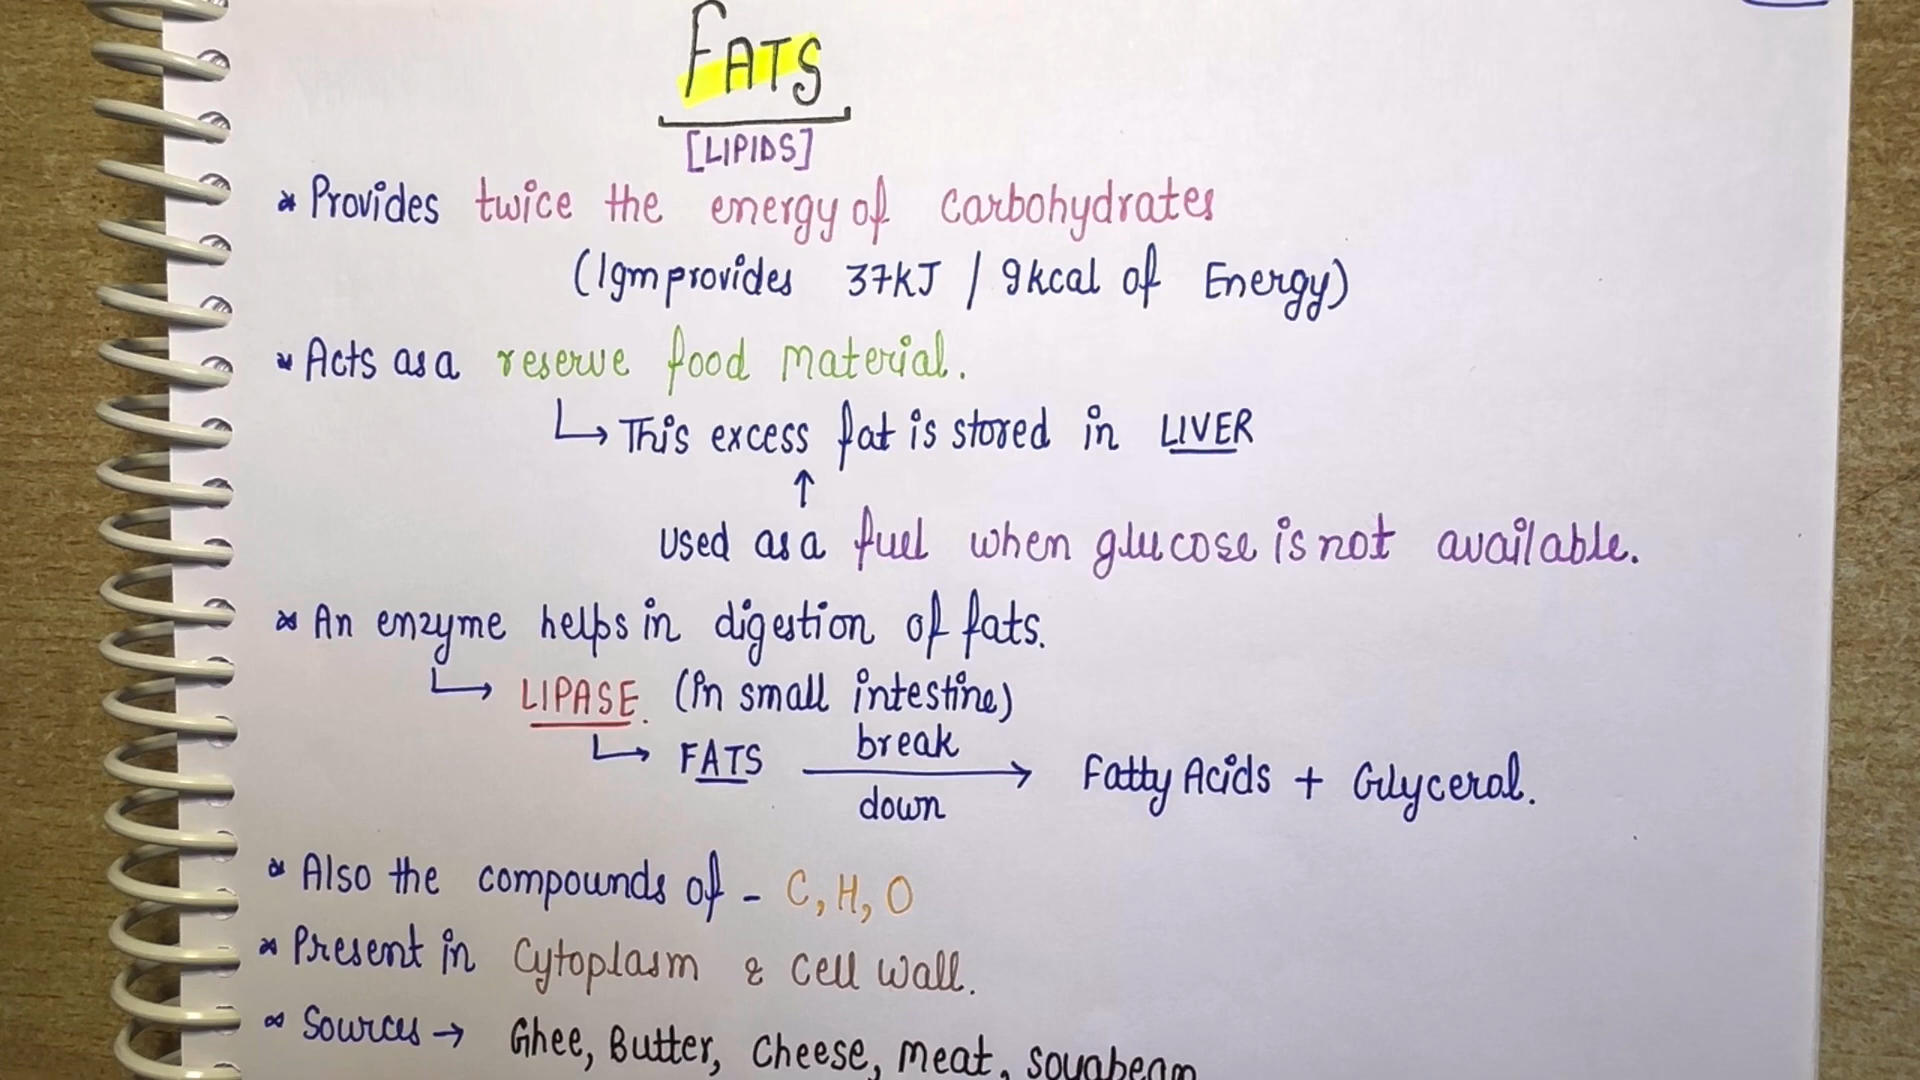 FATS
[LIPIDS]
* Provides twice the energy of carbohydrates
(1gm provides 37kJ / 9kcal of Energy)
* Acts as a reserve food material.
↳ This excess fat is stored in LIVER
↑
used as a fuel when glucose is not available.
* An enzyme helps in digestion of fats.
↳ LIPASE. (in small intestine)
↳ FATS break down → Fatty Acids + Glycerol.
* Also the compounds of - C, H, O
* Present in Cytoplasm & cell wall.
* Sources → Ghee, Butter, Cheese, meat, soyabean